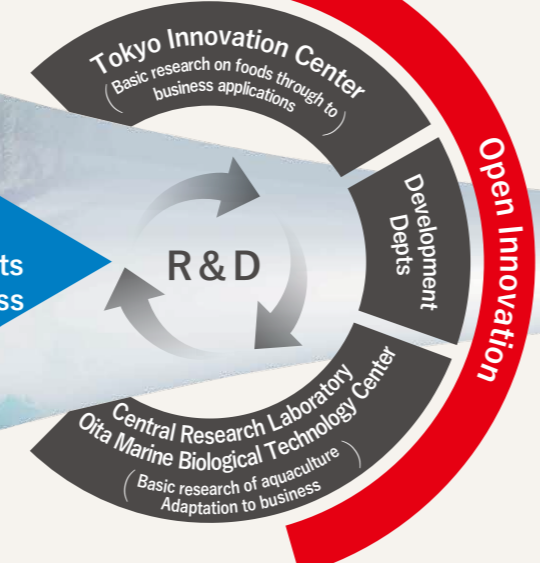 Tokyo Innovation Center
(Basic research on foods through to
business applications)
Development
Depts
Open Innovation
R&D
ts
ss
Central Research Laboratory
Oita Marine Biological Technology Center
(Basic research of aquaculture
Adaptation to business)